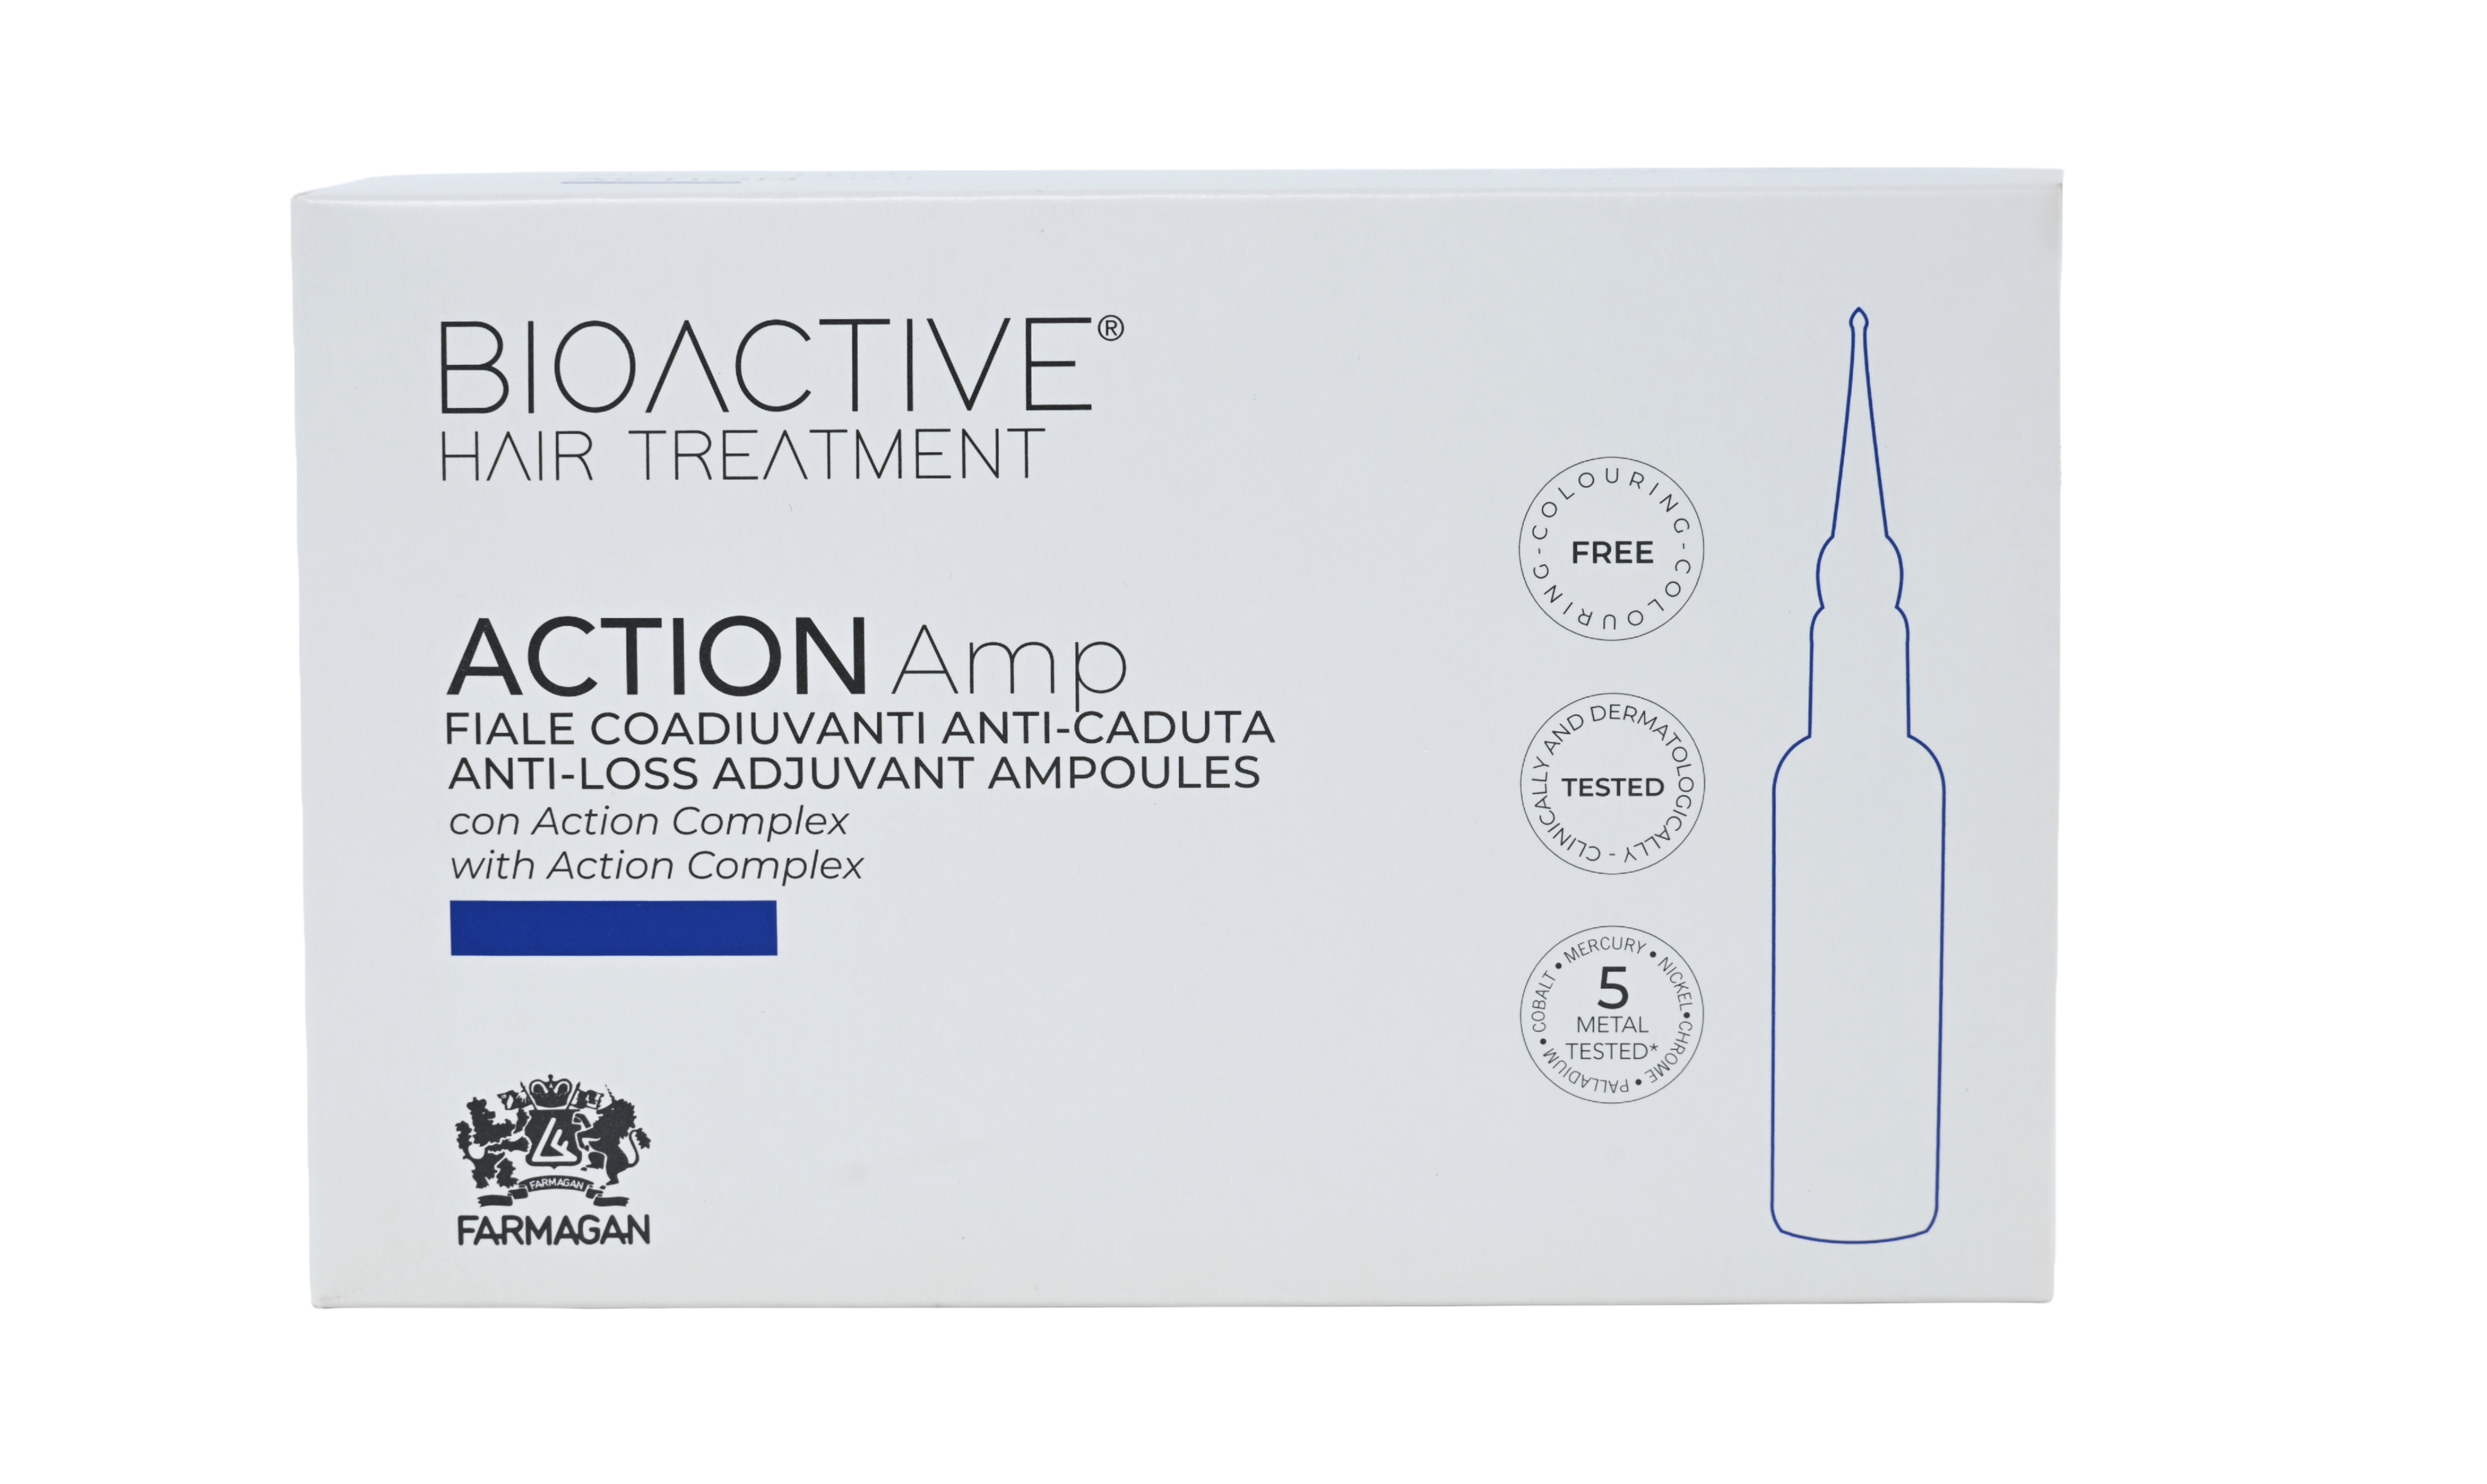 BIOACTIVE®
HAIR TREATMENT
ACTION Amp
FIALE COADIUVANTI ANTI-CADUTA
ANTI-LOSS ADJUVANT AMPOULES
con Action Complex
with Action Complex
COLOURING-COLOURING-
FREE
CLINICALLY AND DERMATOLOGICALLY -
TESTED
COBALT • MERCURY • NICKEL • CHROME • PALLADIUM •
5
METAL
TESTED*
FARMAGAN
FARMAGAN